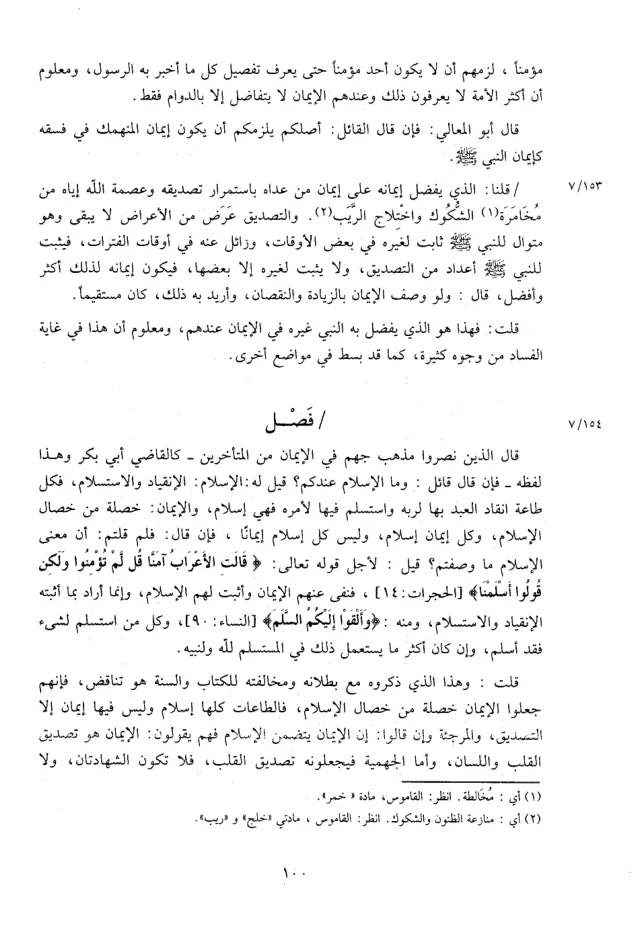 مؤمناً ، لزمهم أن لا يكون أحد مؤمناً حتى يعرف تفصيل كل ما أخبر به الرسول، ومعلوم
أن أكثر الأمة لا يعرفون ذلك وعندهم الإيمان لا يتفاضل إلا بالدوام فقط.
قال أبو المعالي: فإن قال القائل: أصلكم يلزمكم أن يكون إيمان المنهمك في فسقه
كإيمان النبي ﷺ.
٧/١٥٣
/ قلنا: الذي يفضل إيمانه على إيمان من عداه باستمرار تصديقه وعصمة الله إياه من
مُخَامَرَة(١) الشُّكُوك واخْتِلاج الرَّيَب(٢). والتصديق عَرَض من الأعراض لا يبقى وهو
متوال للنبي ﷺ ثابت لغيره في بعض الأوقات، وزائل عنه في أوقات الفترات، فيثبت
للنبي ﷺ أعداد من التصديق، ولا يثبت لغيره إلا بعضها، فيكون إيمانه لذلك أكثر
وأفضل، قال : ولو وصف الإيمان بالزيادة والنقصان، وأريد به ذلك، كان مستقيماً.
قلت: فهذا هو الذي يفضل به النبي غيره في الإيمان عندهم، ومعلوم أن هذا في غاية
الفساد من وجوه كثيرة، كما قد بسط في مواضع أخرى.
٧/١٥٤
/ فَصْــل
قال الذين نصروا مذهب جهم في الإيمان من المتأخرين ـ كالقاضي أبي بكر وهـذا
لفظه ـ فإن قال قائل : وما الإسلام عندكم؟ قيل له:الإسلام: الإنقياد والاستسلام، فكل
طاعة انقاد العبد بها لربه واستسلم فيها لأمره فهي إسلام، والإيمان: خصلة من خصال
الإسلام، وكل إيمان إسلام، وليس كل إسلام إيمانًا ، فإن قال: فلم قلتم: أن معنى
الإسلام ما وصفتم؟ قيل : لأجل قوله تعالى: ﴿ قَالَتِ الأَعْرَابُ آمَنَّا قُل لَّمْ تُؤْمِنُوا وَلَكِن
قُولُوا أَسْلَمْنَا﴾ [الحجرات:١٤] ، فنفى عنهم الإيمان وأثبت لهم الإسلام، وإنما أراد بما أثبته
الإنقياد والاستسلام، ومنه :﴿وَأَلْقَوْا إِلَيْكُمُ السَّلَمَ﴾ [النساء:٩٠]، وكل من استسلم لشىء
فقد أسلم، وإن كان أكثر ما يستعمل ذلك في المستسلم لله ولنبيه.
قلت : وهذا الذي ذكروه مع بطلانه ومخالفته للكتاب والسنة هو تناقض، فإنهم
جعلوا الإيمان خصلة من خصال الإسلام، فالطاعات كلها إسلام وليس فيها إيمان إلا
التصديق، والمرجئة وإن قالوا: إن الإيمان يتضمن الإسلام فهم يقولون: الإيمان هو تصديق
القلب واللسان، وأما الجهمية فيجعلونه تصديق القلب، فلا تكون الشهادتان، ولا
(١) أي : مُخَالطة. انظر: القاموس، مادة « خمر».
(٢) أي : منازعة الظنون والشكوك. انظر: القاموس ، مادتي «خلج» و «ريب».
١٠٠